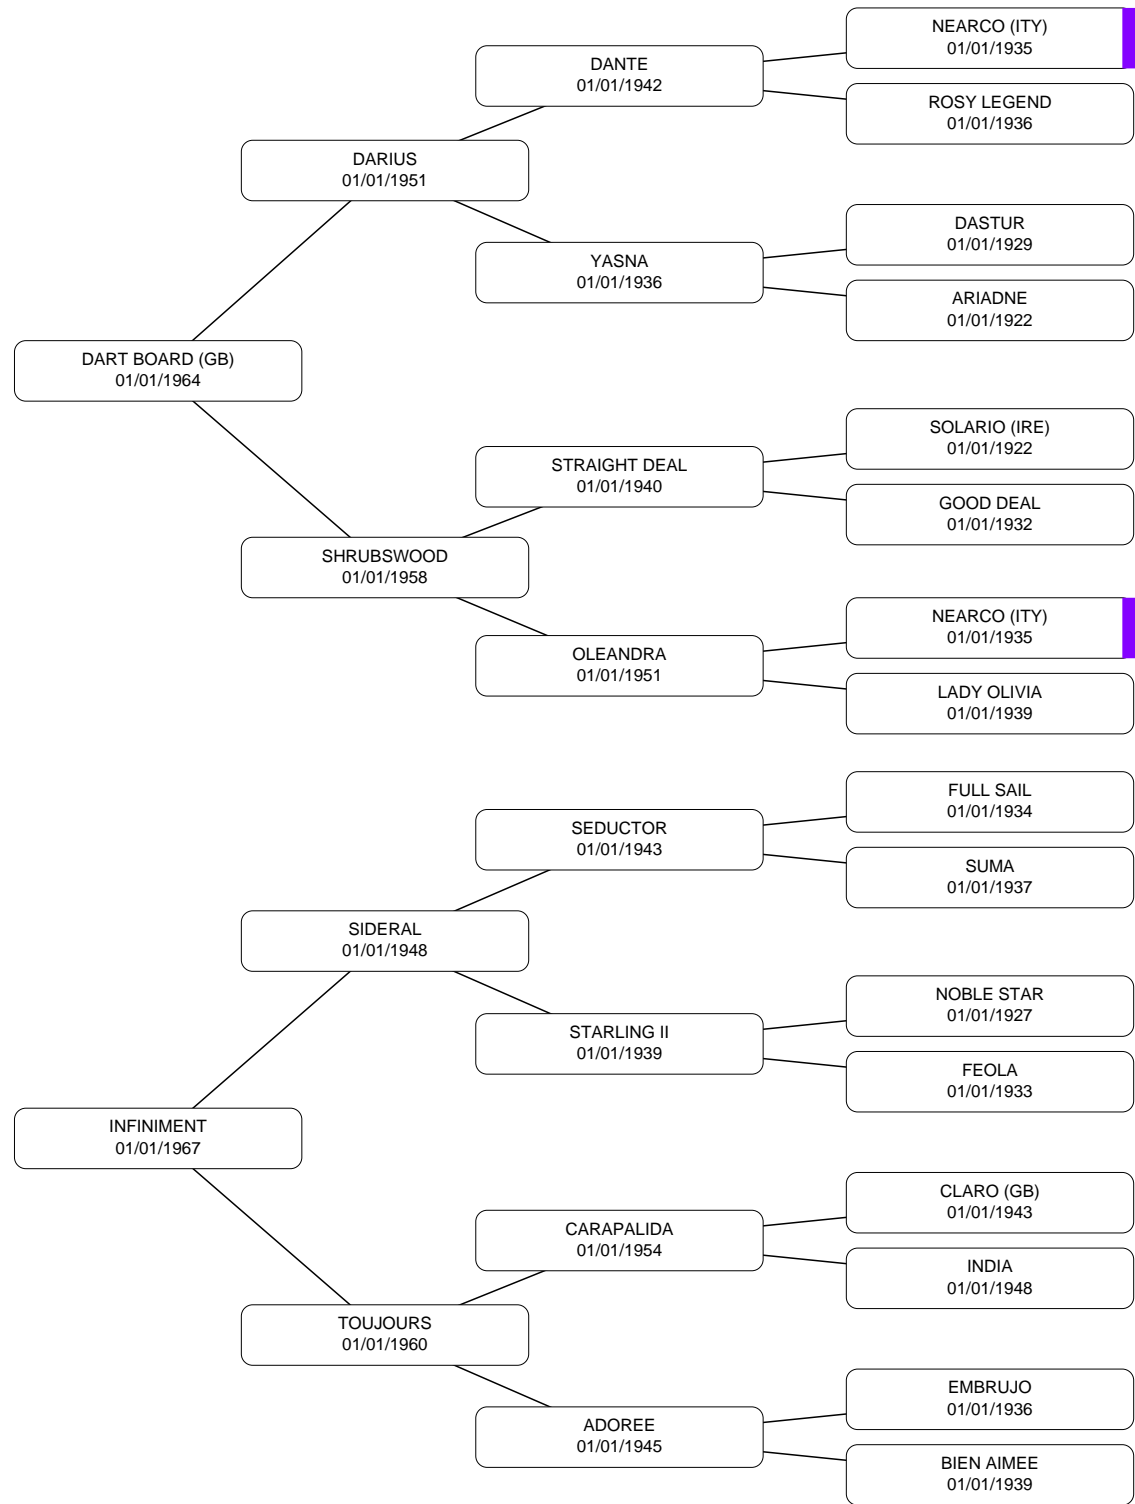 NEARCO (ITY)
01/01/1935
DANTE
01/01/1942
ROSY LEGEND
01/01/1936
DARIUS
01/01/1951
DASTUR
01/01/1929
YASNA
01/01/1936
ARIADNE
01/01/1922
DART BOARD (GB)
01/01/1964
SOLARIO (IRE)
01/01/1922
STRAIGHT DEAL
01/01/1940
GOOD DEAL
01/01/1932
SHRUBSWOOD
01/01/1958
NEARCO (ITY)
01/01/1935
OLEANDRA
01/01/1951
LADY OLIVIA
01/01/1939
FULL SAIL
01/01/1934
SEDUCTOR
01/01/1943
SUMA
01/01/1937
SIDERAL
01/01/1948
NOBLE STAR
01/01/1927
STARLING II
01/01/1939
FEOLA
01/01/1933
INFINIMENT
01/01/1967
CLARO (GB)
01/01/1943
CARAPALIDA
01/01/1954
INDIA
01/01/1948
TOUJOURS
01/01/1960
EMBRUJO
01/01/1936
ADOREE
01/01/1945
BIEN AIMEE
01/01/1939